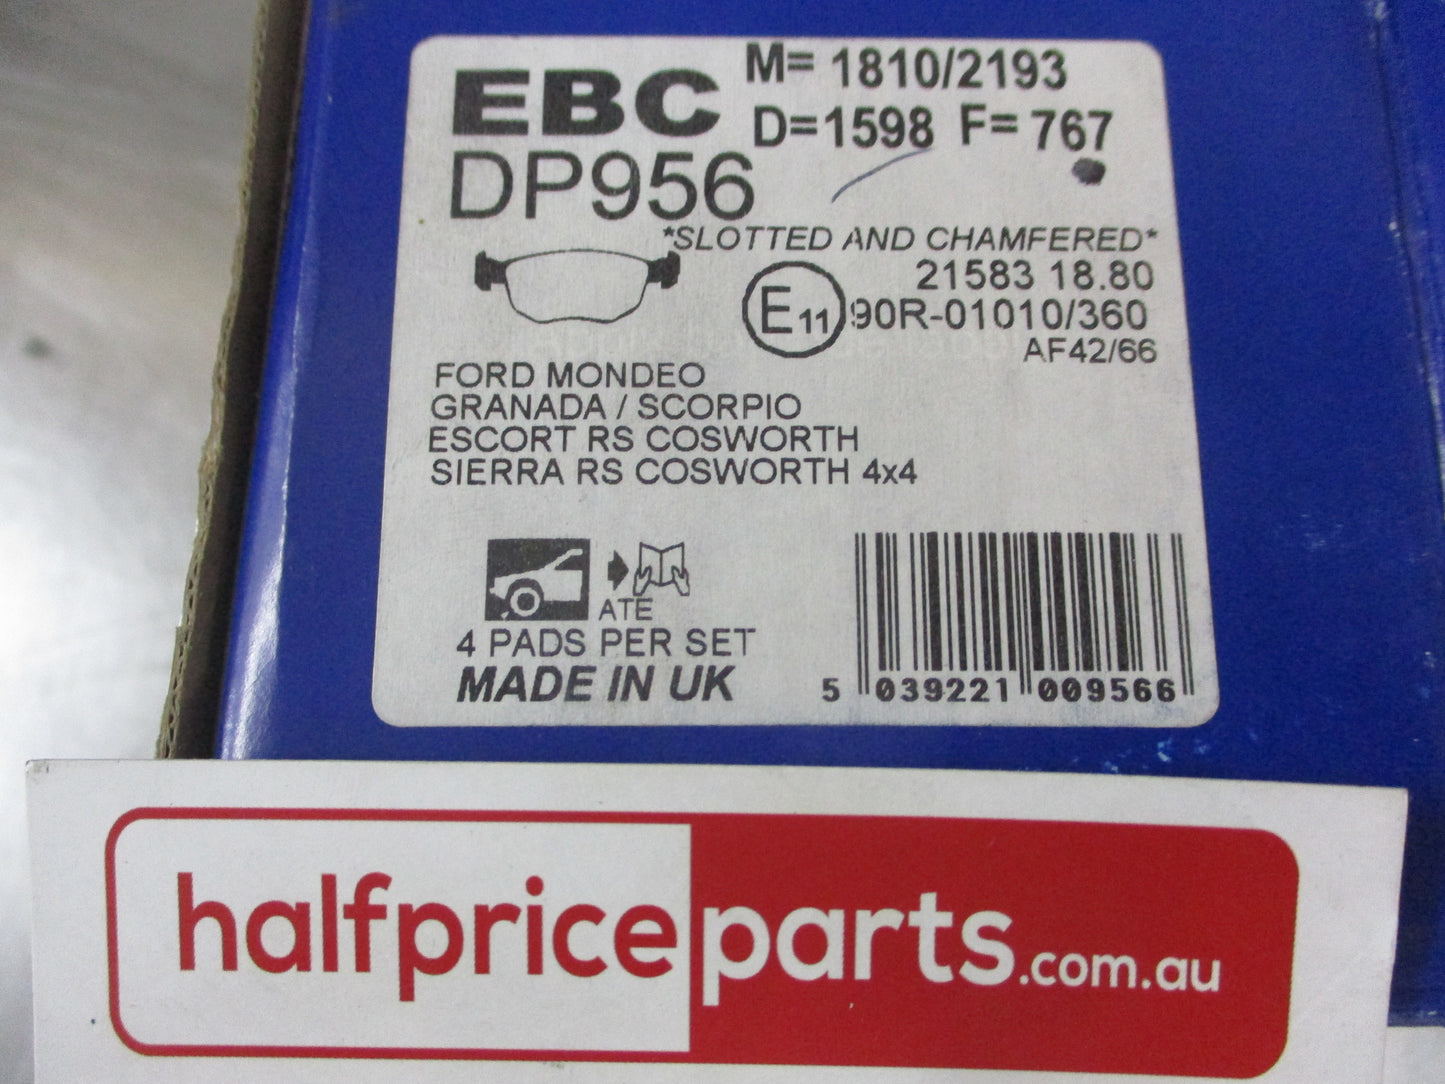 EBC
M= 1810/2193
D=1598 F= 767
DP956
*SLOTTED AND CHAMFERED*
21583 18.80
E11 90R-01010/360
AF42/66
FORD MONDEO
GRANADA / SCORPIO
ESCORT RS COSWORTH
SIERRA RS COSWORTH 4x4
ATE
4 PADS PER SET
MADE IN UK
5 039221 009566
halfpriceparts.com.au